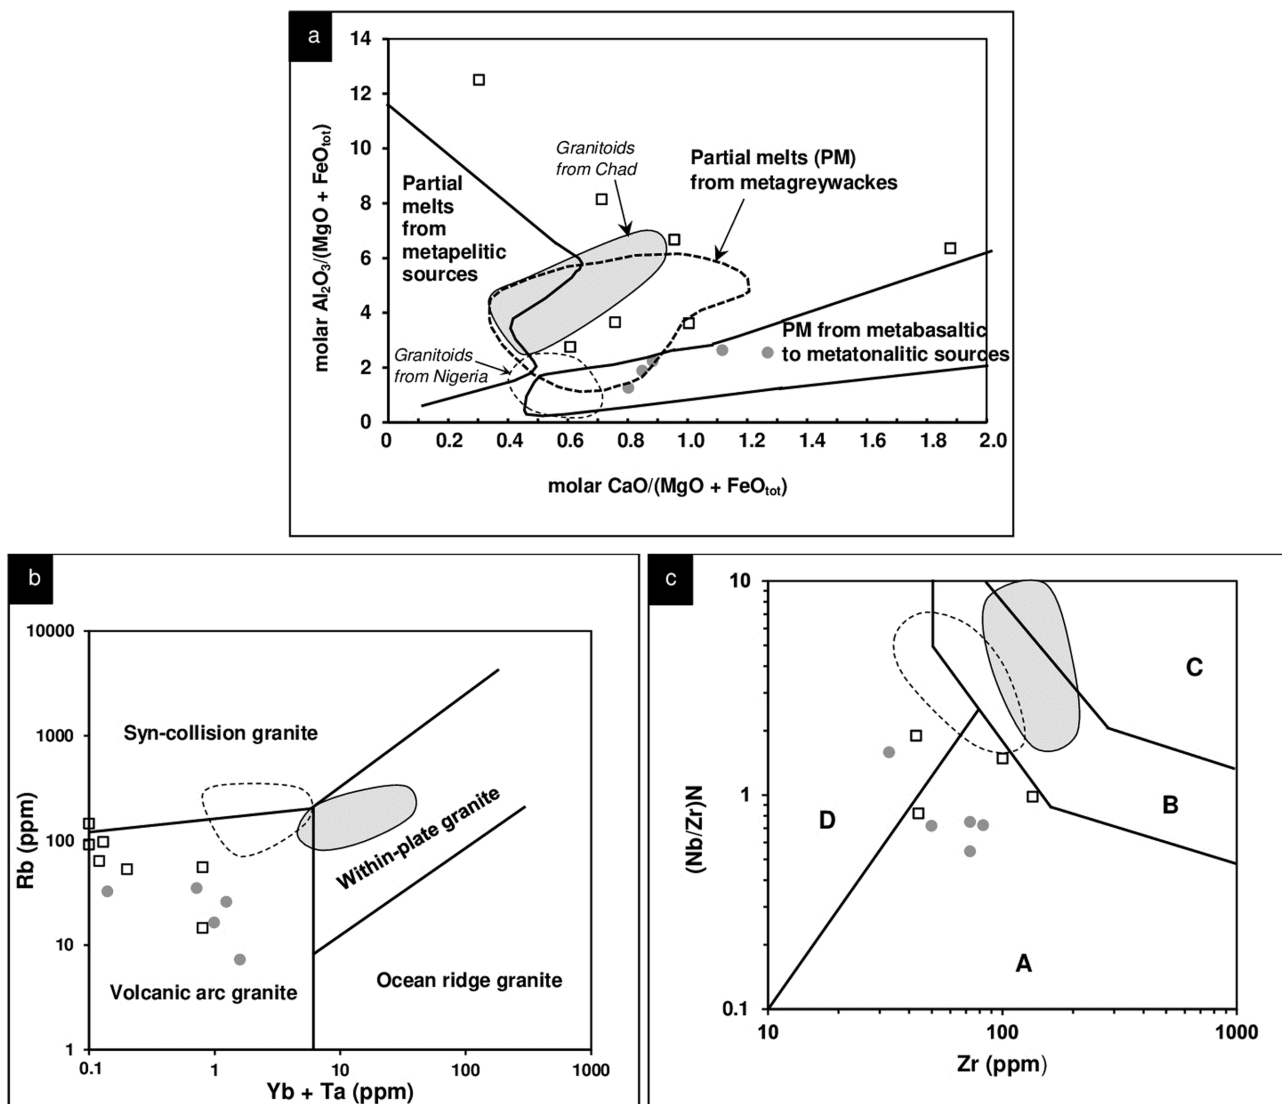 a
14
12
10
8
6
4
2
0
molar Al₂O₃/(MgO + FeOtot)
Granitoids
from Chad
Partial melts (PM)
from metagreywackes
Partial
melts
from
metapelitic
sources
Granitoids
from Nigeria
PM from metabasaltic
to metatonalitic sources
0 0.2 0.4 0.6 0.8 1.0 1.2 1.4 1.6 1.8 2.0
molar CaO/(MgO + FeOtot)
b
10000
1000
100
10
1
Rb (ppm)
Syn-collision granite
Within-plate granite
Volcanic arc granite
Ocean ridge granite
0.1 1 10 100 1000
Yb + Ta (ppm)
c
10
1
0.1
(Nb/Zr)N
C
B
D
A
10 100 1000
Zr (ppm)